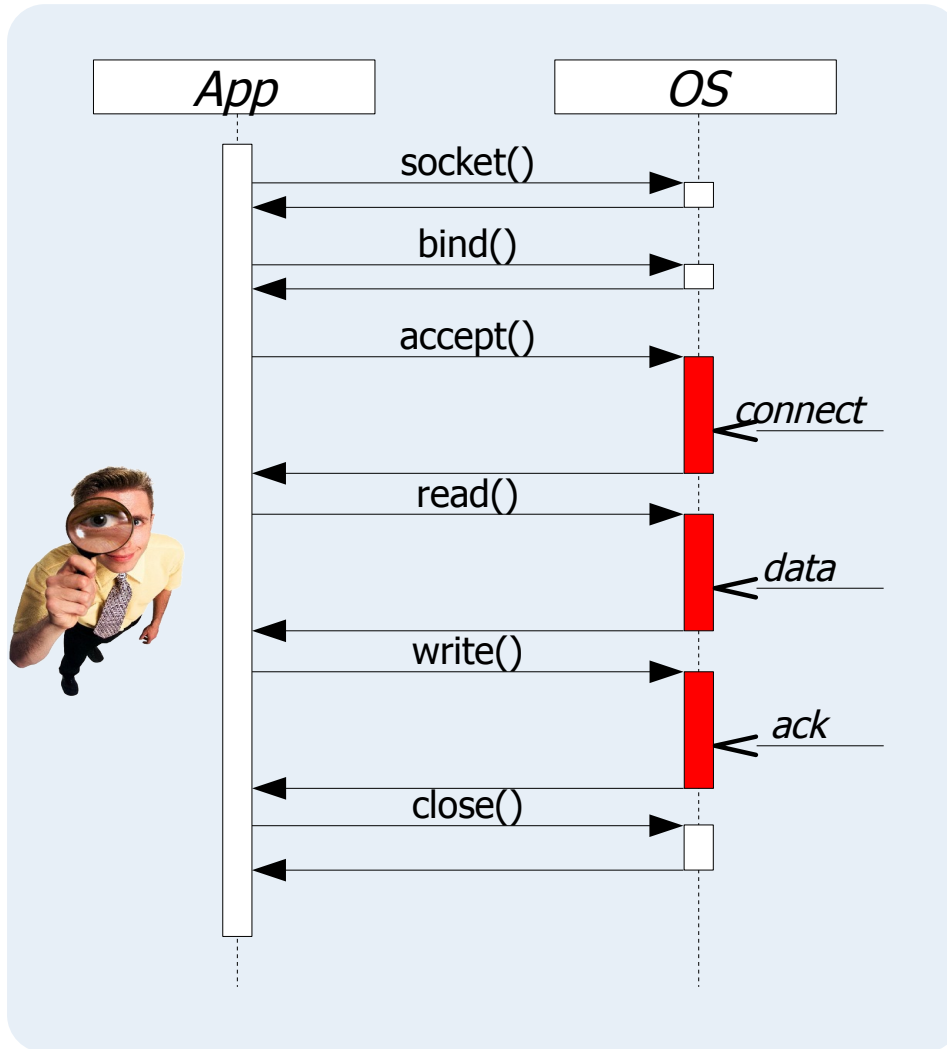 App
OS
socket()
bind()
accept()
connect
read()
data
write()
ack
close()